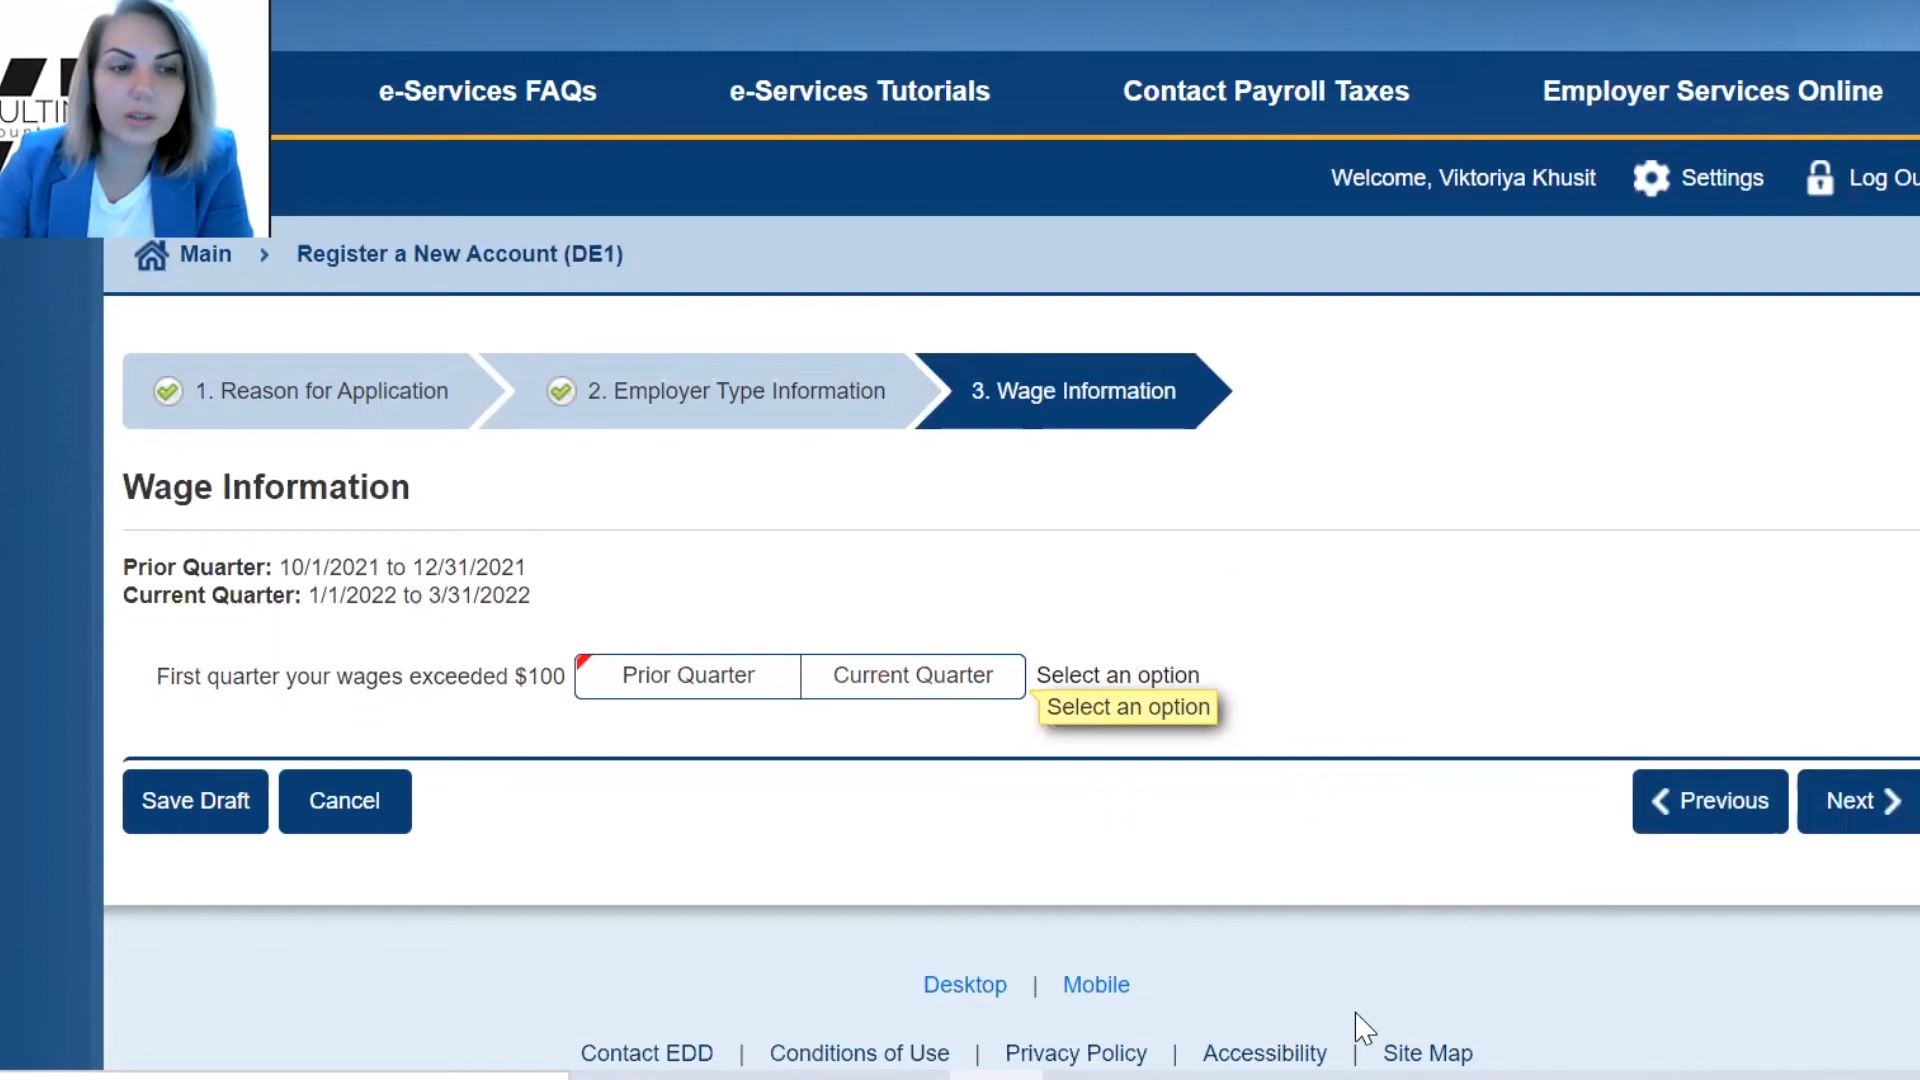 ULTIN
e-Services FAQs
e-Services Tutorials
Contact Payroll Taxes
Employer Services Online
Welcome, Viktoriya Khusit
Settings
Log Ou
Main
Register a New Account (DE1)
1. Reason for Application
2. Employer Type Information
3. Wage Information
Wage Information
Prior Quarter: 10/1/2021 to 12/31/2021
Current Quarter: 1/1/2022 to 3/31/2022
First quarter your wages exceeded $100
Prior Quarter
Current Quarter
Select an option
Select an option
Save Draft
Cancel
Previous
Next
Desktop | Mobile
Contact EDD | Conditions of Use | Privacy Policy | Accessibility | Site Map